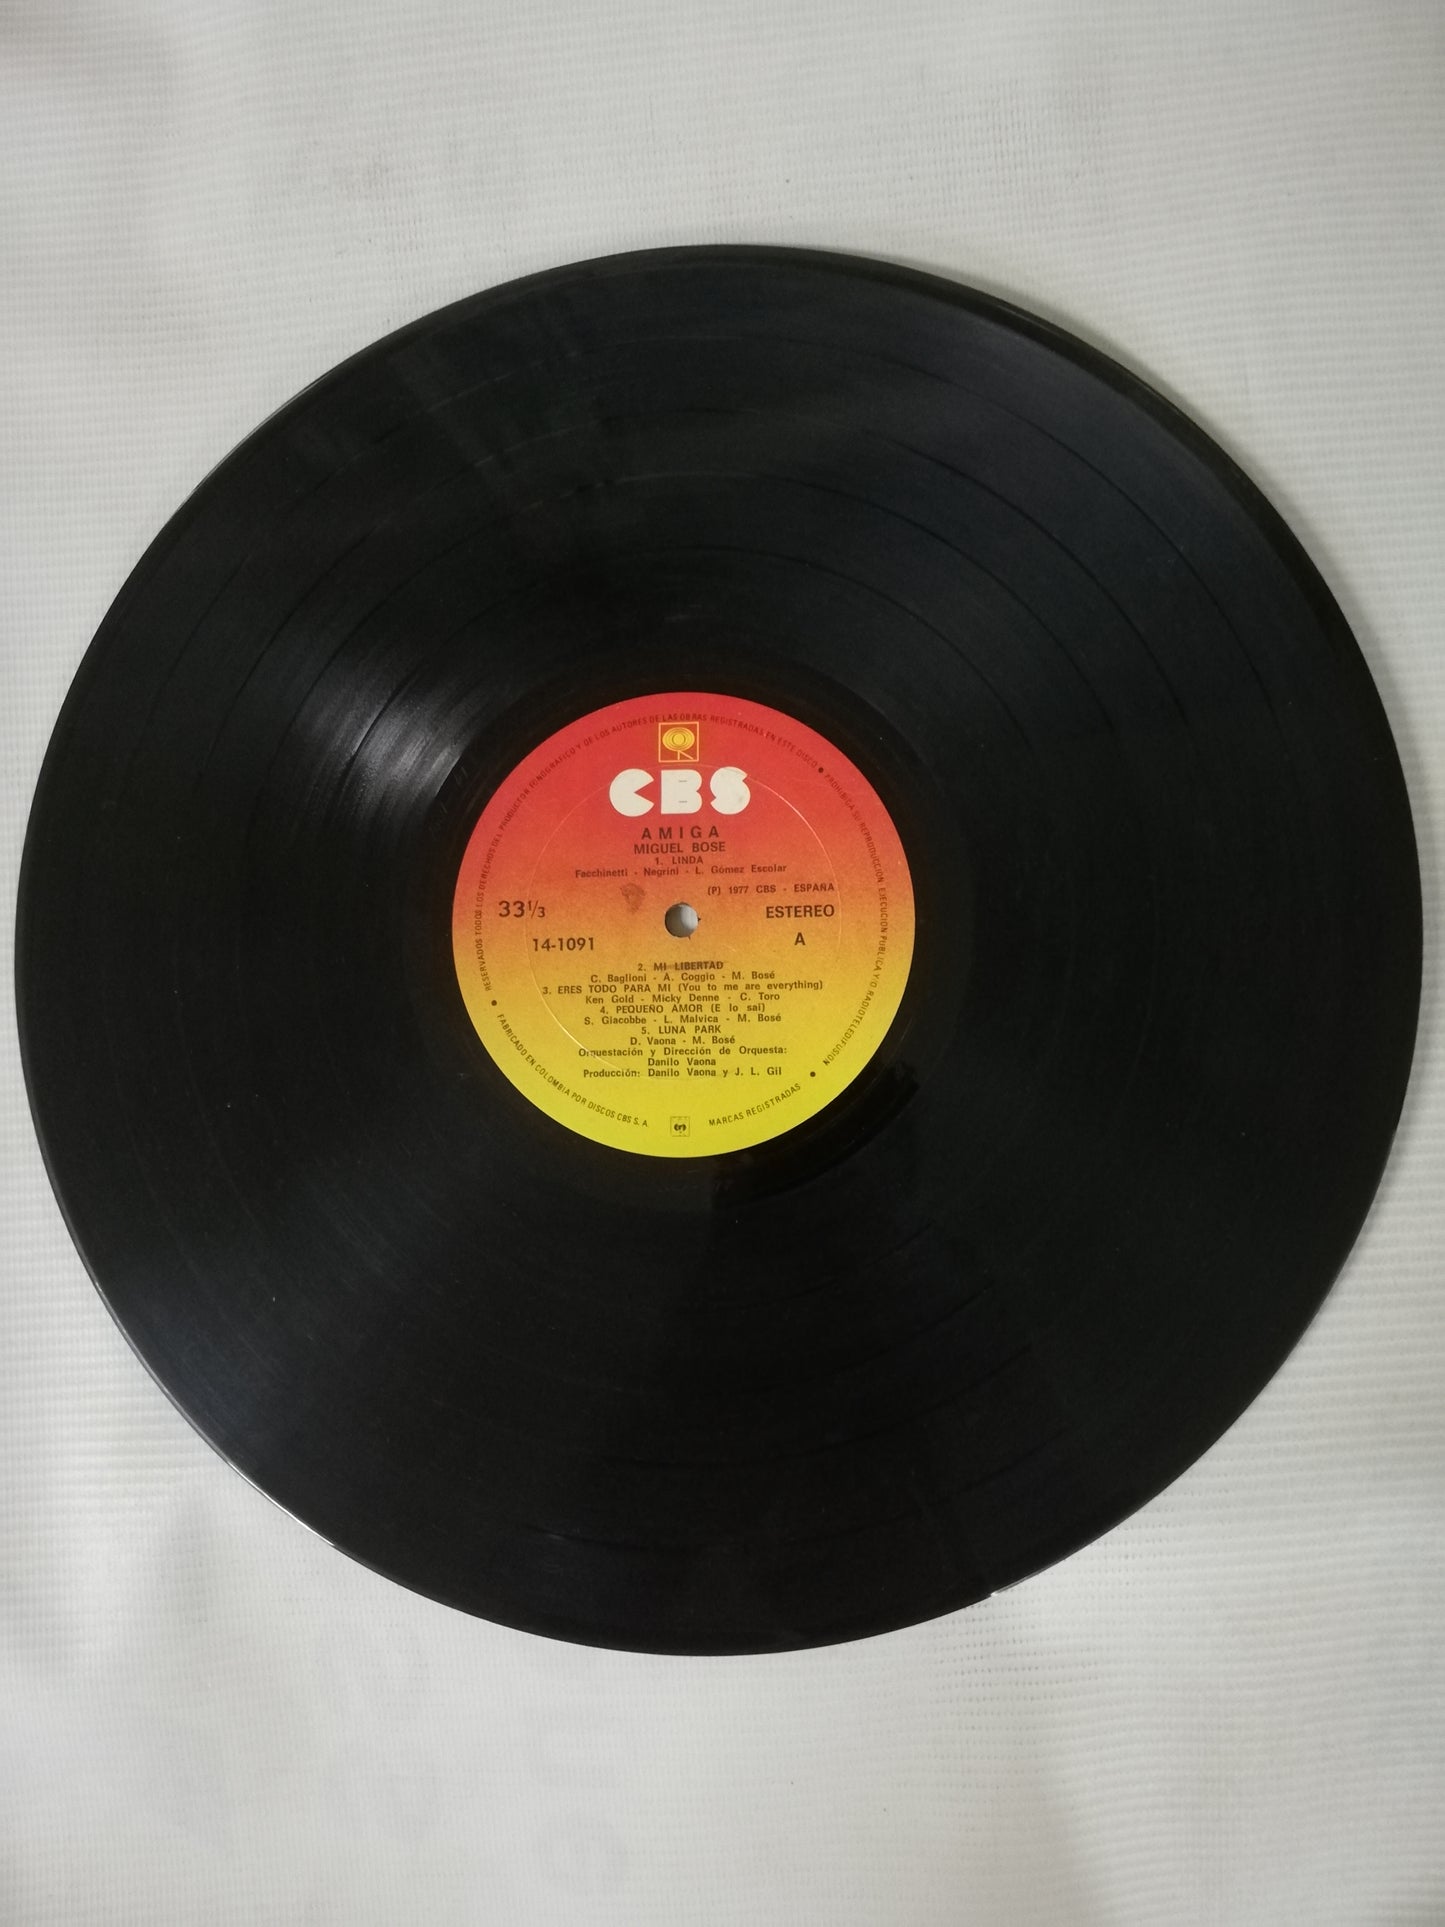 RESERVADOS TODOS LOS DERECHOS DEL PRODUCTOR FONOGRAFICO Y DE LOS AUTORES DE LAS OBRAS REGISTRADAS EN ESTE DISCO • PROHIBIDA SU REPRODUCCION, EJECUCION PUBLICA Y/O RADIOTELEDIFUSION •
CBS
AMIGA
MIGUEL BOSE
1. LINDA
Facchinetti - Negrini - L. Gómez Escolar
(P) 1977 CBS - ESPAÑA
33 1/3
ESTEREO
14-1091
A
2. MI LIBERTAD
C. Baglioni - A. Coggio - M. Bosé
3. ERES TODO PARA MI (You to me are everything)
Ken Gold - Micky Denne - C. Toro
4. PEQUEÑO AMOR (E lo sai)
S. Giacobbe - L. Malvica - M. Bosé
5. LUNA PARK
D. Vaona - M. Bosé
Orquestación y Dirección de Orquesta:
Danilo Vaona
Producción: Danilo Vaona y J. L. Gil
• FABRICADO EN COLOMBIA POR DISCOS CBS S. A.
MARCAS REGISTRADAS •